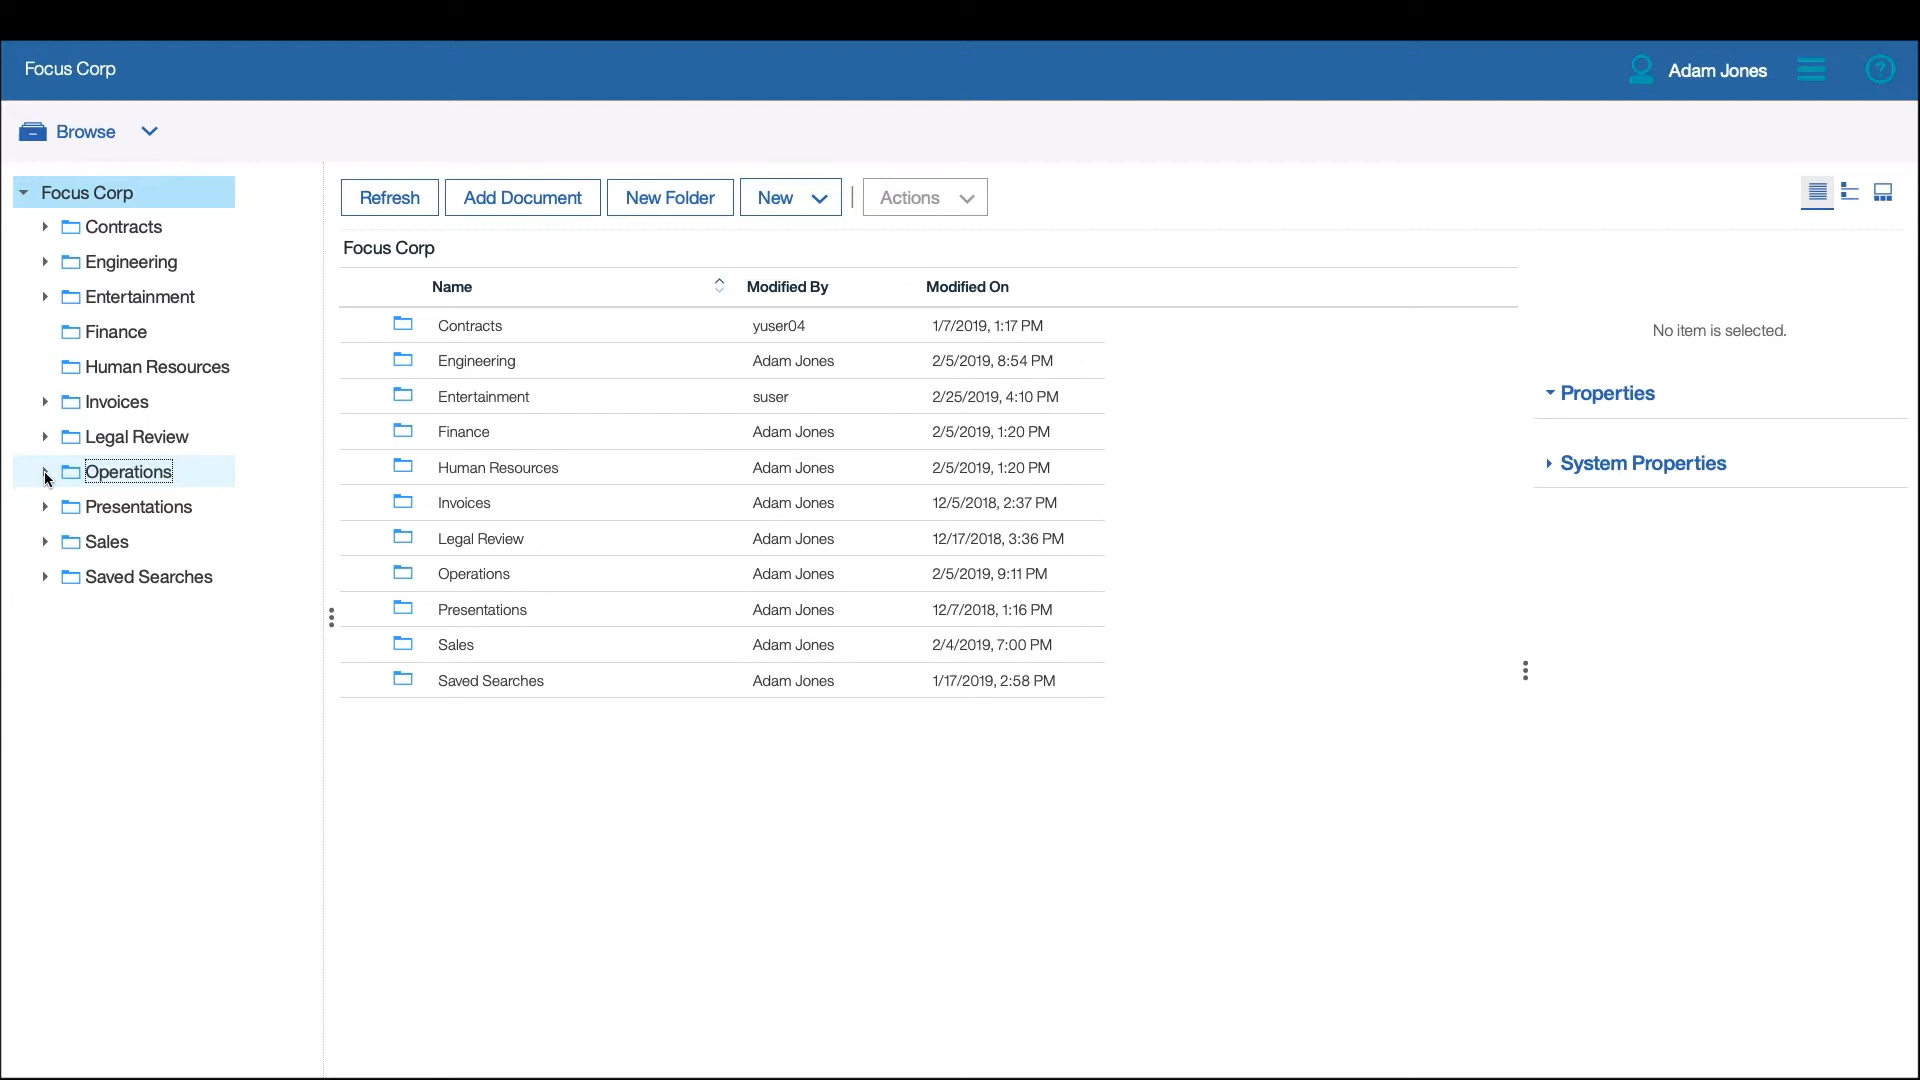 Focus Corp
Adam Jones
Browse
Focus Corp
Contracts
Engineering
Entertainment
Finance
Human Resources
Invoices
Legal Review
Operations
Presentations
Sales
Saved Searches
Refresh Add Document New Folder New | Actions
Focus Corp
Name Modified By Modified On
Contracts yuser04 1/7/2019, 1:17 PM
Engineering Adam Jones 2/5/2019, 8:54 PM
Entertainment suser 2/25/2019, 4:10 PM
Finance Adam Jones 2/5/2019, 1:20 PM
Human Resources Adam Jones 2/5/2019, 1:20 PM
Invoices Adam Jones 12/5/2018, 2:37 PM
Legal Review Adam Jones 12/17/2018, 3:36 PM
Operations Adam Jones 2/5/2019, 9:11 PM
Presentations Adam Jones 12/7/2018, 1:16 PM
Sales Adam Jones 2/4/2019, 7:00 PM
Saved Searches Adam Jones 1/17/2019, 2:58 PM
No item is selected.
Properties
System Properties